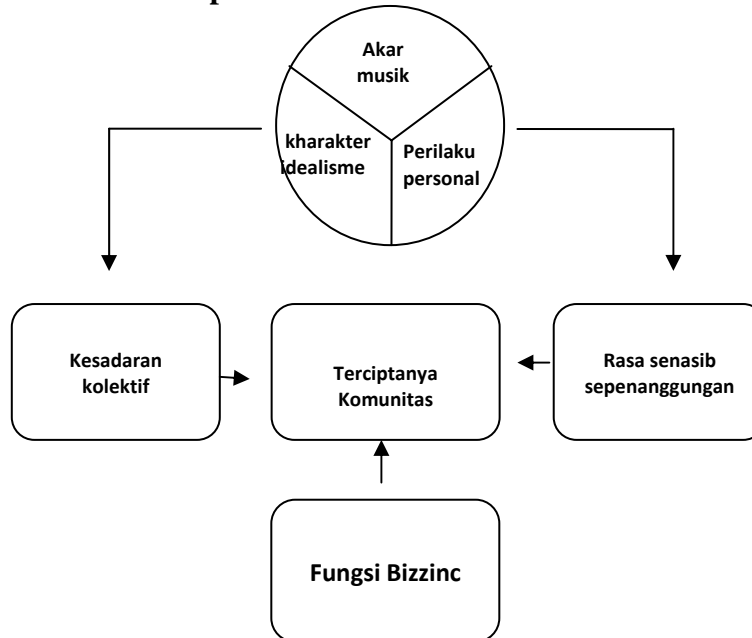 Akar
musik
kharakter
idealisme
Perilaku
personal
Kesadaran
kolektif
Terciptanya
Komunitas
Rasa senasib
sepenanggungan
Fungsi Bizzinc